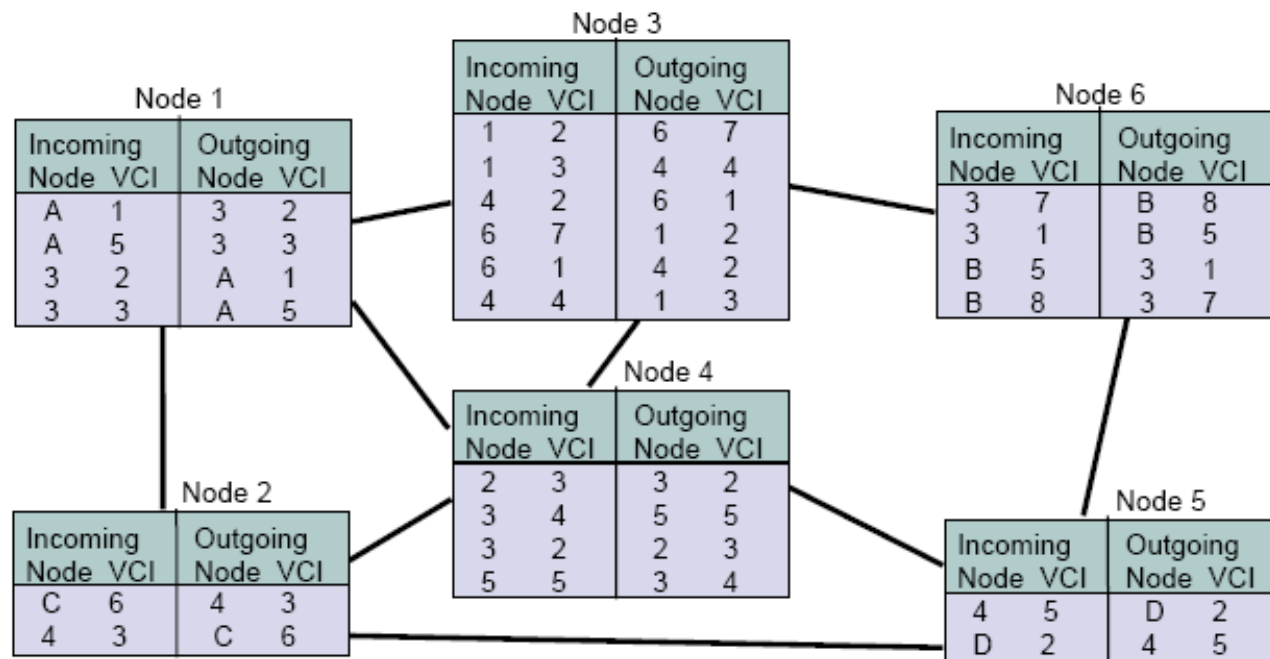 Node 3
Incoming Outgoing
Node VCI Node VCI
1 2 6 7
1 3 4 4
4 2 6 1
6 7 1 2
6 1 4 2
4 4 1 3
Node 1
Incoming Outgoing
Node VCI Node VCI
A 1 3 2
A 5 3 3
3 2 A 1
3 3 A 5
Node 6
Incoming Outgoing
Node VCI Node VCI
3 7 B 8
3 1 B 5
B 5 3 1
B 8 3 7
Node 4
Incoming Outgoing
Node VCI Node VCI
2 3 3 2
3 4 5 5
3 2 2 3
5 5 3 4
Node 2
Incoming Outgoing
Node VCI Node VCI
C 6 4 3
4 3 C 6
Node 5
Incoming Outgoing
Node VCI Node VCI
4 5 D 2
D 2 4 5